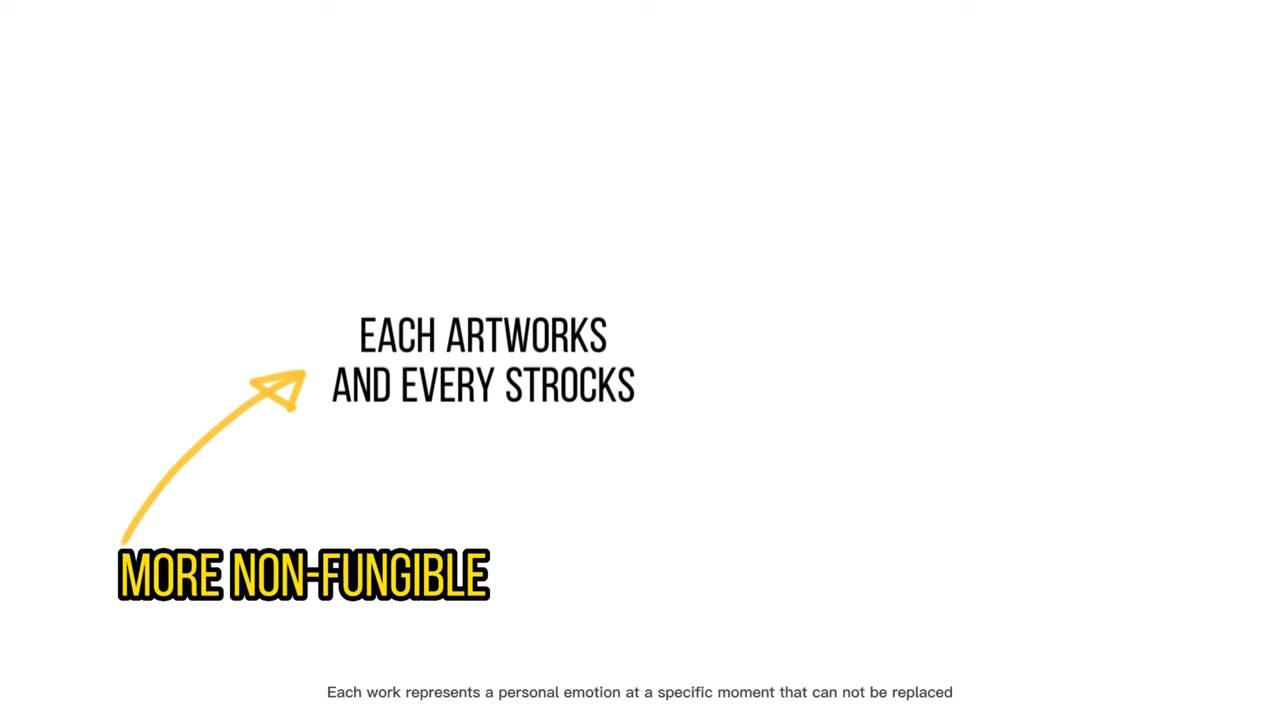 EACH ARTWORKS
AND EVERY STROCKS
MORE NON-FUNGIBLE
Each work represents a personal emotion at a specific moment that can not be replaced